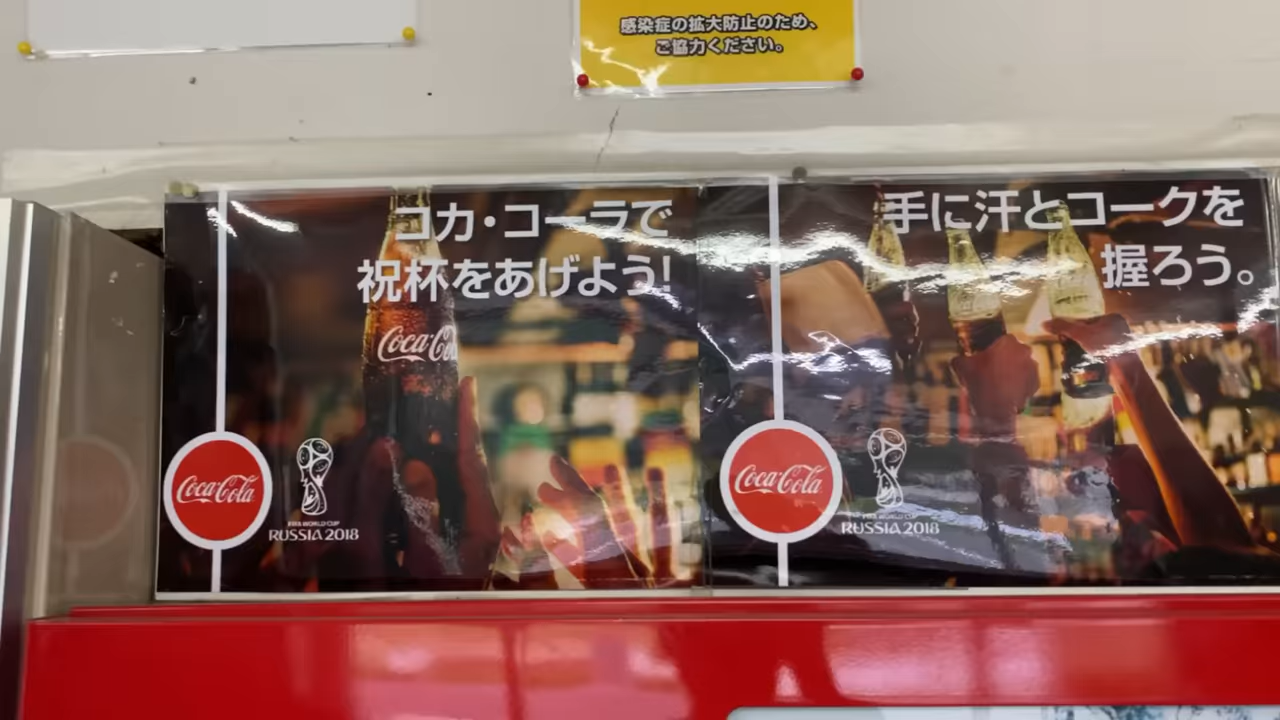 感染症の拡大防止のため、
ご協力ください。
コカ・コーラで
祝杯をあげよう!
Coca-Co
Coca-Cola
FIFA WORLD CUP
RUSSIA 2018
手に汗とコークを
握ろう。
Coca-Cola
FIFA WORLD CUP
RUSSIA 2018